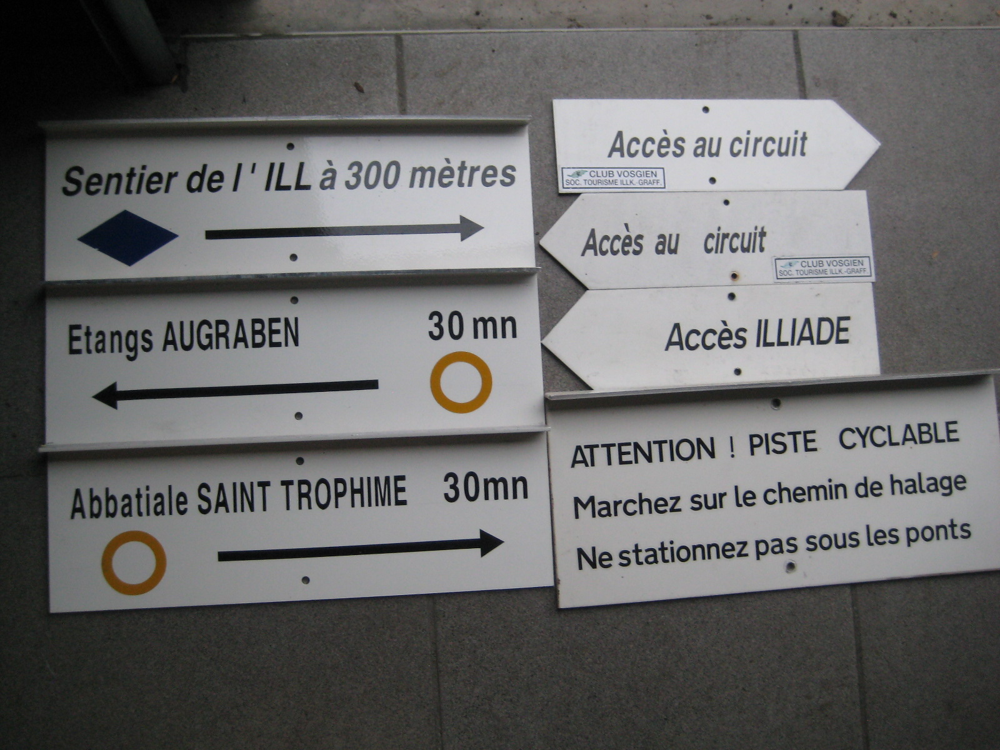 Sentier de l' ILL à 300 mètres
Etangs AUGRABEN 30 mn
Abbatiale SAINT TROPHIME 30mn
Accès au circuit
CLUB VOSGIEN
SOC. TOURISME ILLK.-GRAFF.
Accès au circuit
CLUB VOSGIEN
SOC. TOURISME ILLK.-GRAFF.
Accès ILLIADE
ATTENTION ! PISTE CYCLABLE
Marchez sur le chemin de halage
Ne stationnez pas sous les ponts